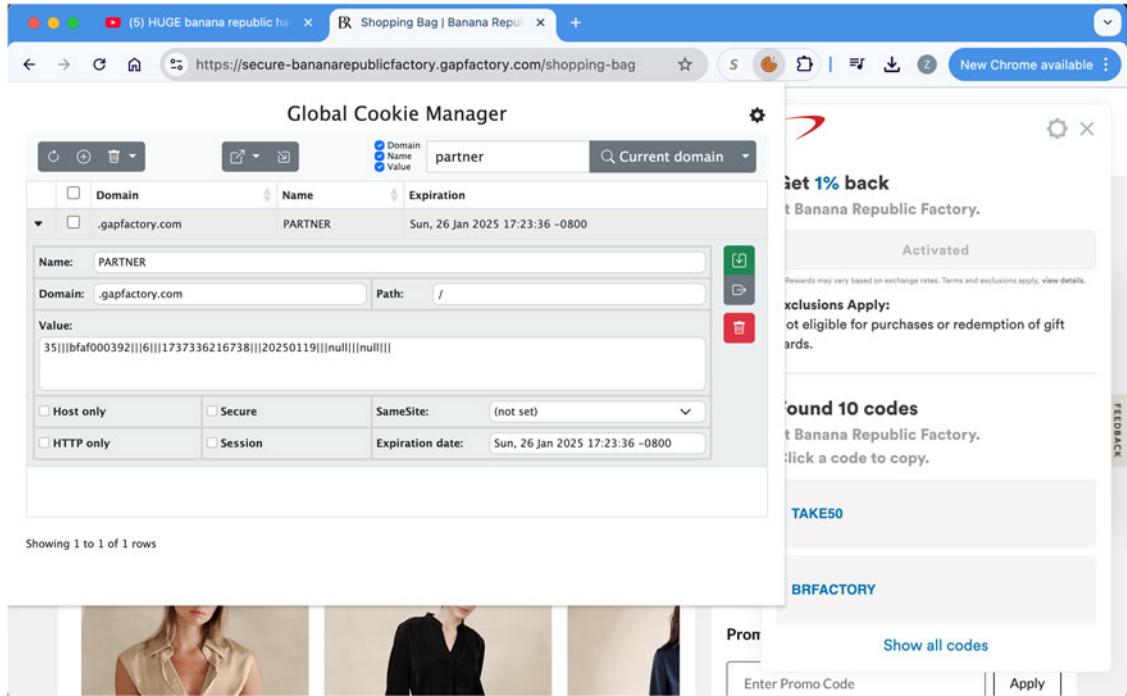 (5) HUGE banana republic ha
Shopping Bag | Banana Repul
https://secure-bananarepublicfactory.gapfactory.com/shopping-bag
S
Z
New Chrome available
Global Cookie Manager
Domain
Name
Value
partner
Current domain
Domain
Name
Expiration
.gapfactory.com
PARTNER
Sun, 26 Jan 2025 17:23:36 -0800
Name:
PARTNER
Domain:
.gapfactory.com
Path:
/
Value:
35|||bfaf000392|||6|||1737336216738|||20250119|||null|||null|||
Host only
Secure
SameSite:
(not set)
HTTP only
Session
Expiration date:
Sun, 26 Jan 2025 17:23:36 -0800
Showing 1 to 1 of 1 rows
Get 1% back
t Banana Republic Factory.
Activated
Rewards may vary based on exchange rates. Terms and exclusions apply, view details.
xclusions Apply:
ot eligible for purchases or redemption of gift
ards.
ound 10 codes
t Banana Republic Factory.
lick a code to copy.
TAKE50
BRFACTORY
Show all codes
FEEDBACK
Prom
Enter Promo Code
Apply